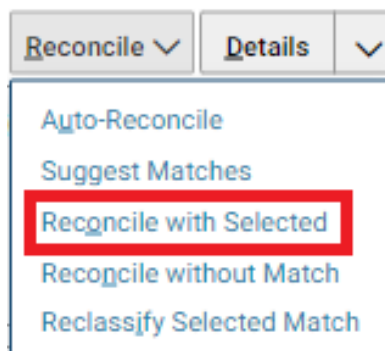 Reconcile Details
Auto-Reconcile
Suggest Matches
Reconcile with Selected
Reconcile without Match
Reclassify Selected Match